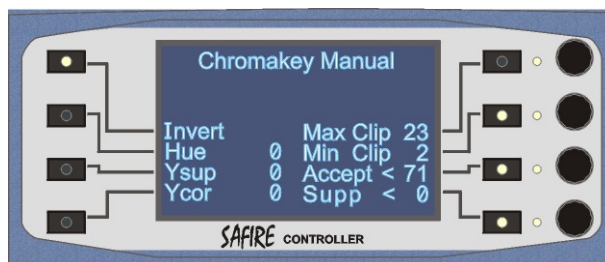 Chromakey Manual
Invert Max Clip 23
Hue 0 Min Clip 2
Ysup 0 Accept < 71
Ycor 0 Supp < 0
SAFIRE CONTROLLER